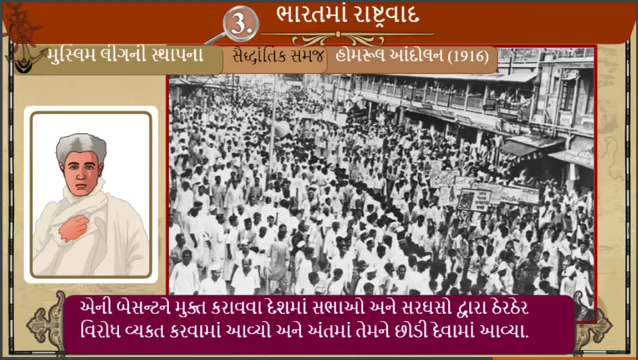 3.
ભારતમાં રાષ્ટ્રવાદ
મુસ્લિમ લીગની સ્થાપના
સૈદ્ધાંતિક સમજ
હોમરૂલ આંદોલન (1916)
એની બેસન્ટને મુક્ત કરાવવા દેશમાં સભાઓ અને સરઘસો દ્વારા ઠેરઠેર
વિરોધ વ્યક્ત કરવામાં આવ્યો અને અંતમાં તેમને છોડી દેવામાં આવ્યા.